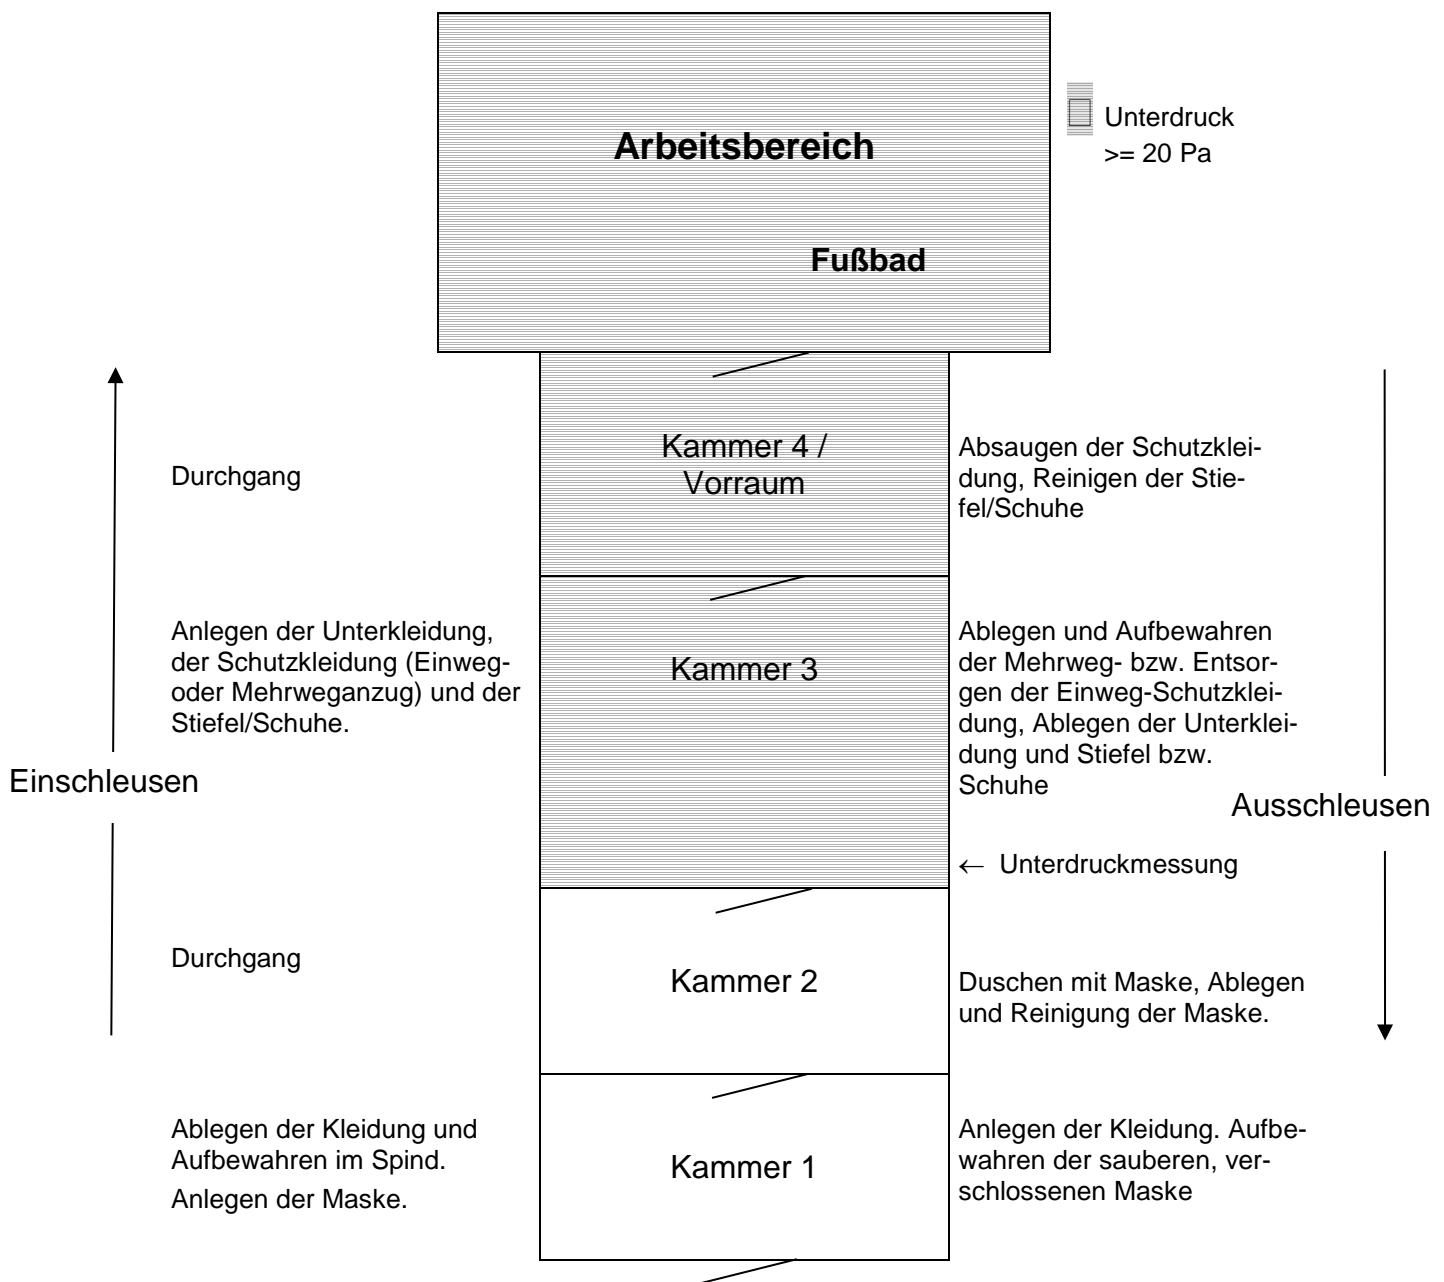 Arbeitsbereich
Unterdruck
>= 20 Pa
Fußbad
Kammer 4 /
Vorraum
Durchgang
Absaugen der Schutzklei-
dung, Reinigen der Stie-
fel/Schuhe
Anlegen der Unterkleidung,
der Schutzkleidung (Einweg-
oder Mehrweganzug) und der
Stiefel/Schuhe.
Kammer 3
Ablegen und Aufbewahren
der Mehrweg- bzw. Entsor-
gen der Einweg-Schutzklei-
dung, Ablegen der Unterklei-
dung und Stiefel bzw.
Schuhe
Einschleusen
Ausschleusen
← Unterdruckmessung
Durchgang
Kammer 2
Duschen mit Maske, Ablegen
und Reinigung der Maske.
Ablegen der Kleidung und
Aufbewahren im Spind.
Anlegen der Maske.
Kammer 1
Anlegen der Kleidung. Aufbe-
wahren der sauberen, ver-
schlossenen Maske